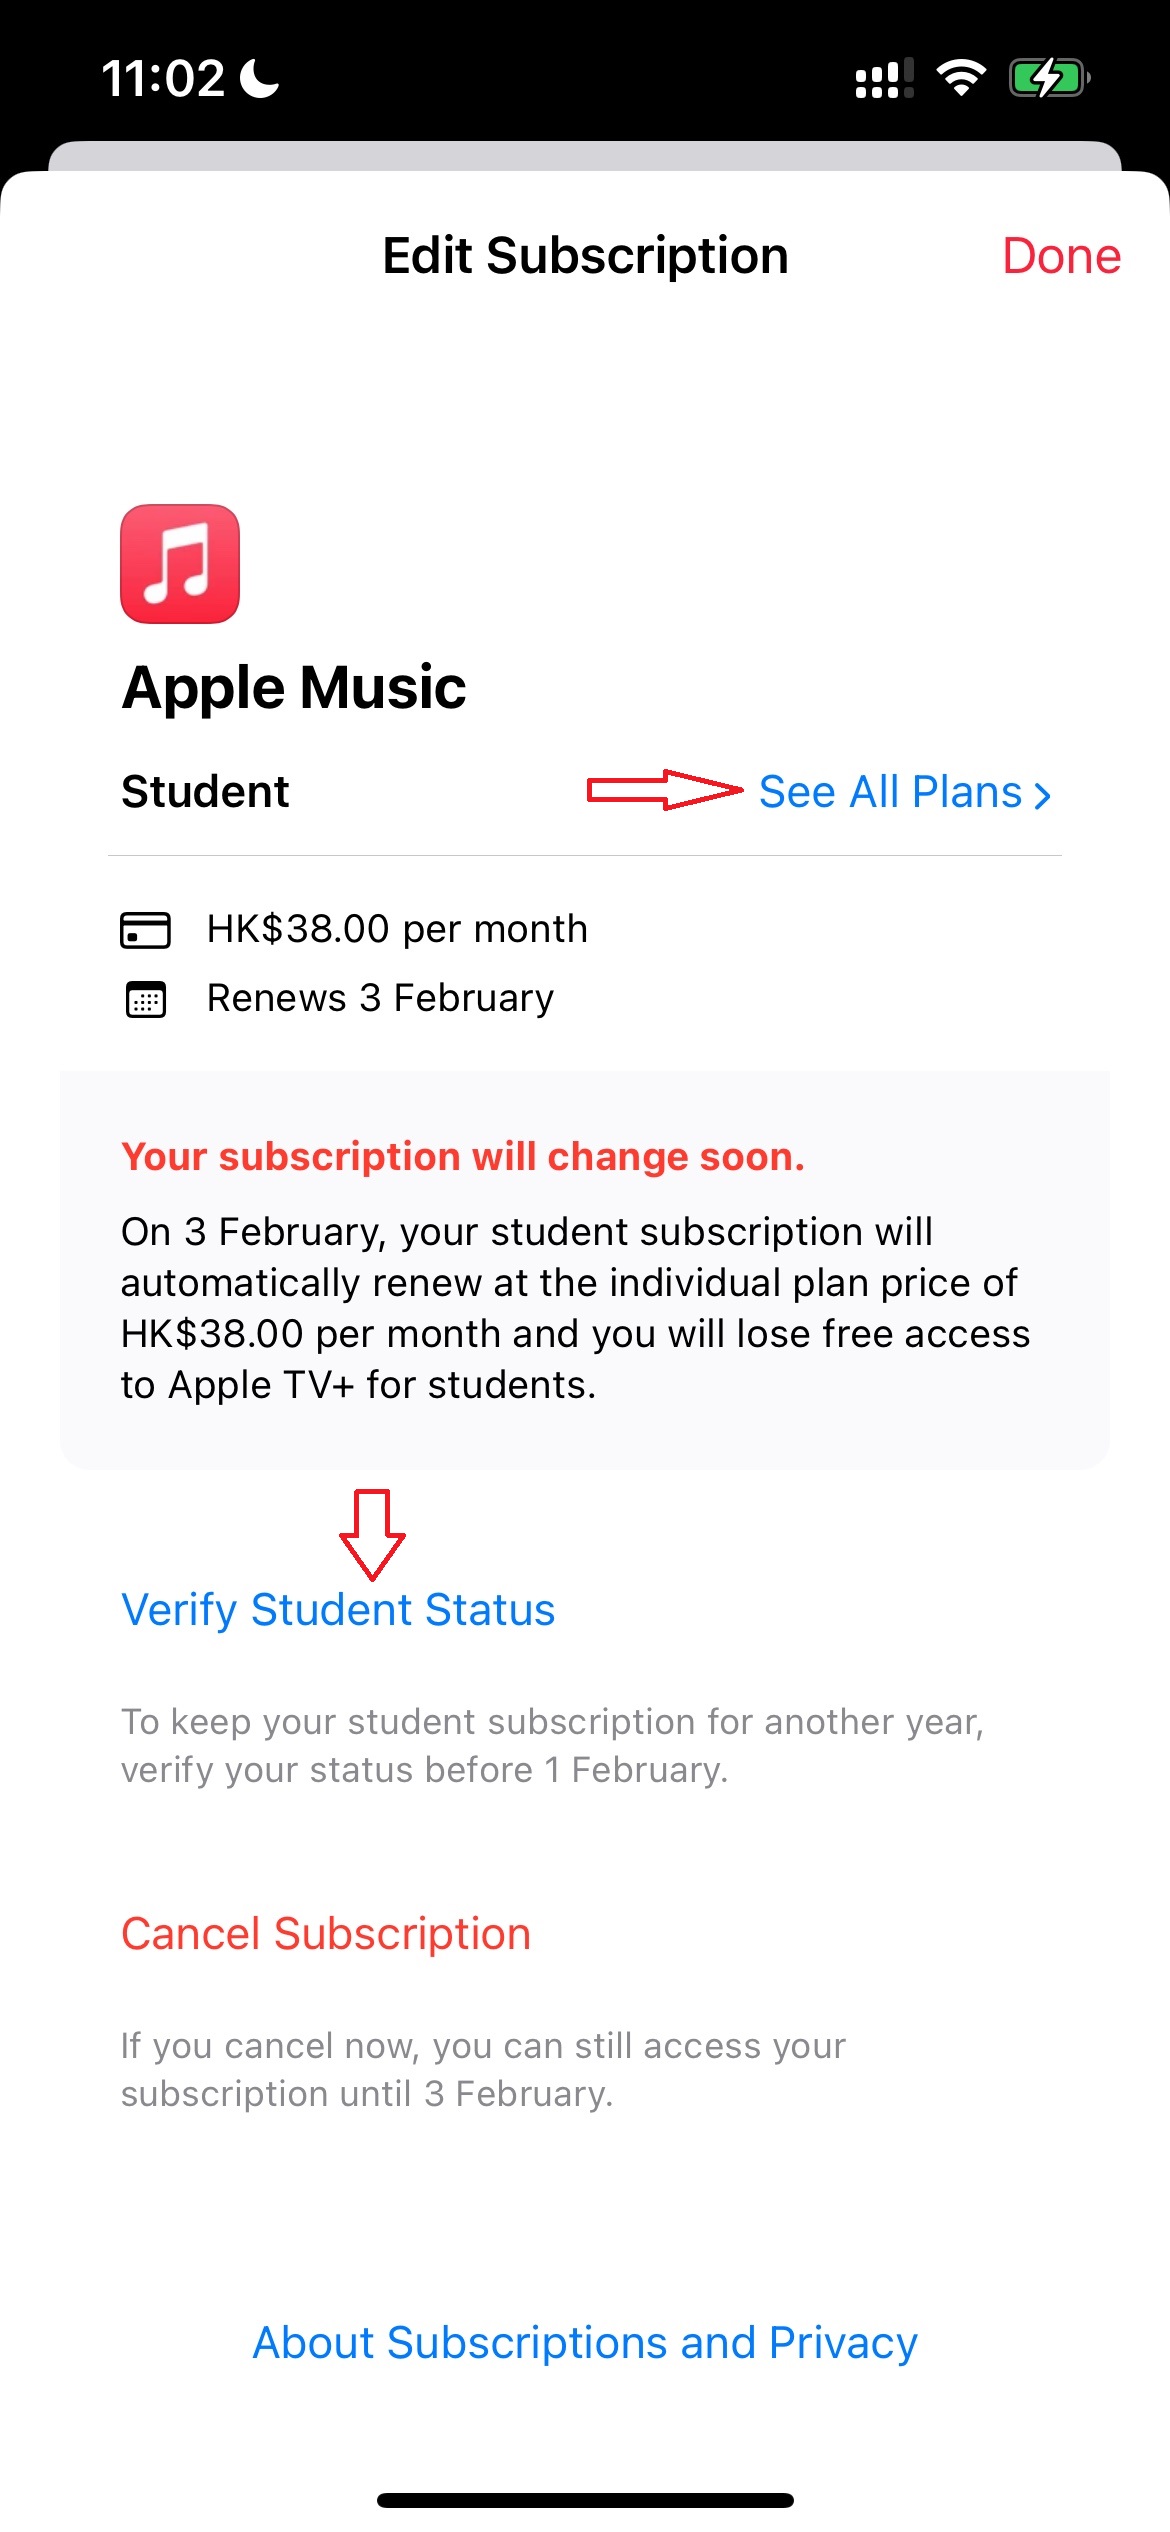 11:02
Edit Subscription
Done
Apple Music
Student
See All Plans
HK$38.00 per month
Renews 3 February
Your subscription will change soon.
On 3 February, your student subscription will
automatically renew at the individual plan price of
HK$38.00 per month and you will lose free access
to Apple TV+ for students.
Verify Student Status
To keep your student subscription for another year,
verify your status before 1 February.
Cancel Subscription
If you cancel now, you can still access your
subscription until 3 February.
About Subscriptions and Privacy